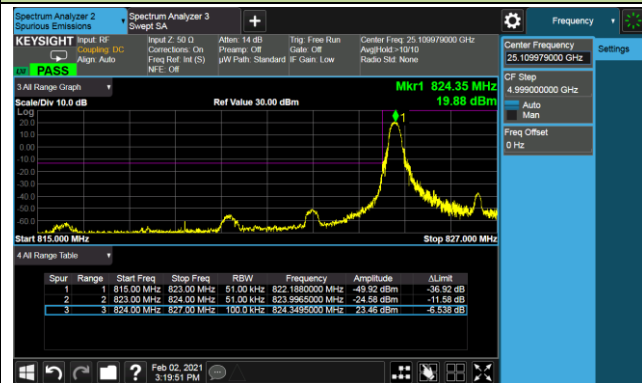 Spectrum Analyzer 2
Spurious Emissions
Spectrum Analyzer 3
Swept SA
Frequency
KEYSIGHT
Input: RF
Coupling: DC
Align: Auto
Input Z: 50 Ω
Corrections: On
Freq Ref: Int (S)
NFE: Off
Atten: 14 dB
Preamp: Off
µW Path: Standard
Trig: Free Run
Gate: Off
IF Gain: Low
Center Freq: 25.109979000 GHz
Avg|Hold:>10/10
Radio Std: None
PASS
Center Frequency
25.109979000 GHz
Settings
CF Step
4.999000000 GHz
Auto
Man
Freq Offset
0 Hz
3 All Range Graph
Mkr1 824.35 MHz
Scale/Div 10.0 dB
Ref Value 30.00 dBm
19.88 dBm
Log
1
20.0
10.0
0.00
-10.0
-20.0
-30.0
-40.0
-50.0
-60.0
Start 815.000 MHz
Stop 827.000 MHz
4 All Range Table
Spur Range Start Freq Stop Freq RBW Frequency Amplitude ΔLimit
1 1 815.00 MHz 823.00 MHz 51.00 kHz 822.1880000 MHz -49.92 dBm -36.92 dB
2 2 823.00 MHz 824.00 MHz 51.00 kHz 823.9965000 MHz -24.58 dBm -11.58 dB
3 3 824.00 MHz 827.00 MHz 100.0 kHz 824.3495000 MHz 23.46 dBm -6.538 dB
?
Feb 02, 2021
3:19:51 PM